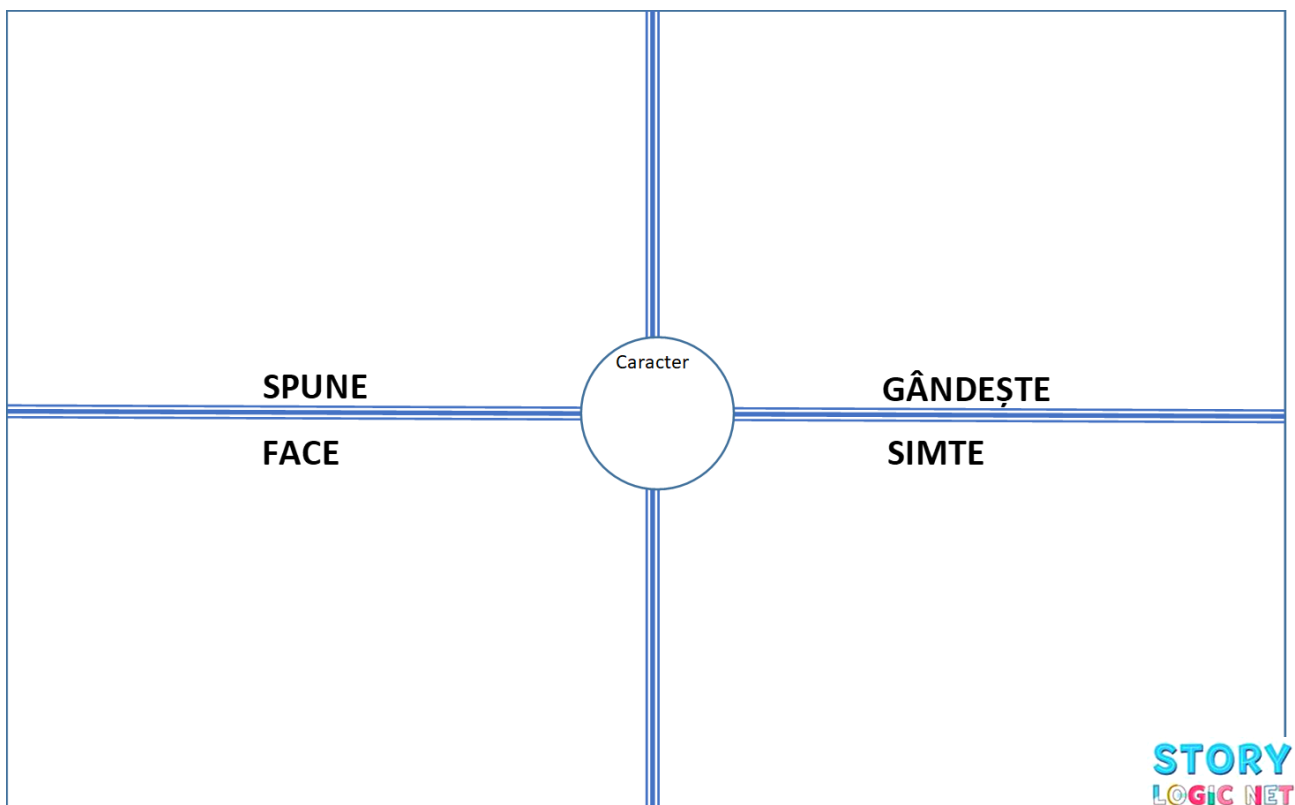 Caracter
SPUNE
GÂNDEȘTE
FACE
SIMTE
STORY
LOGIC NET